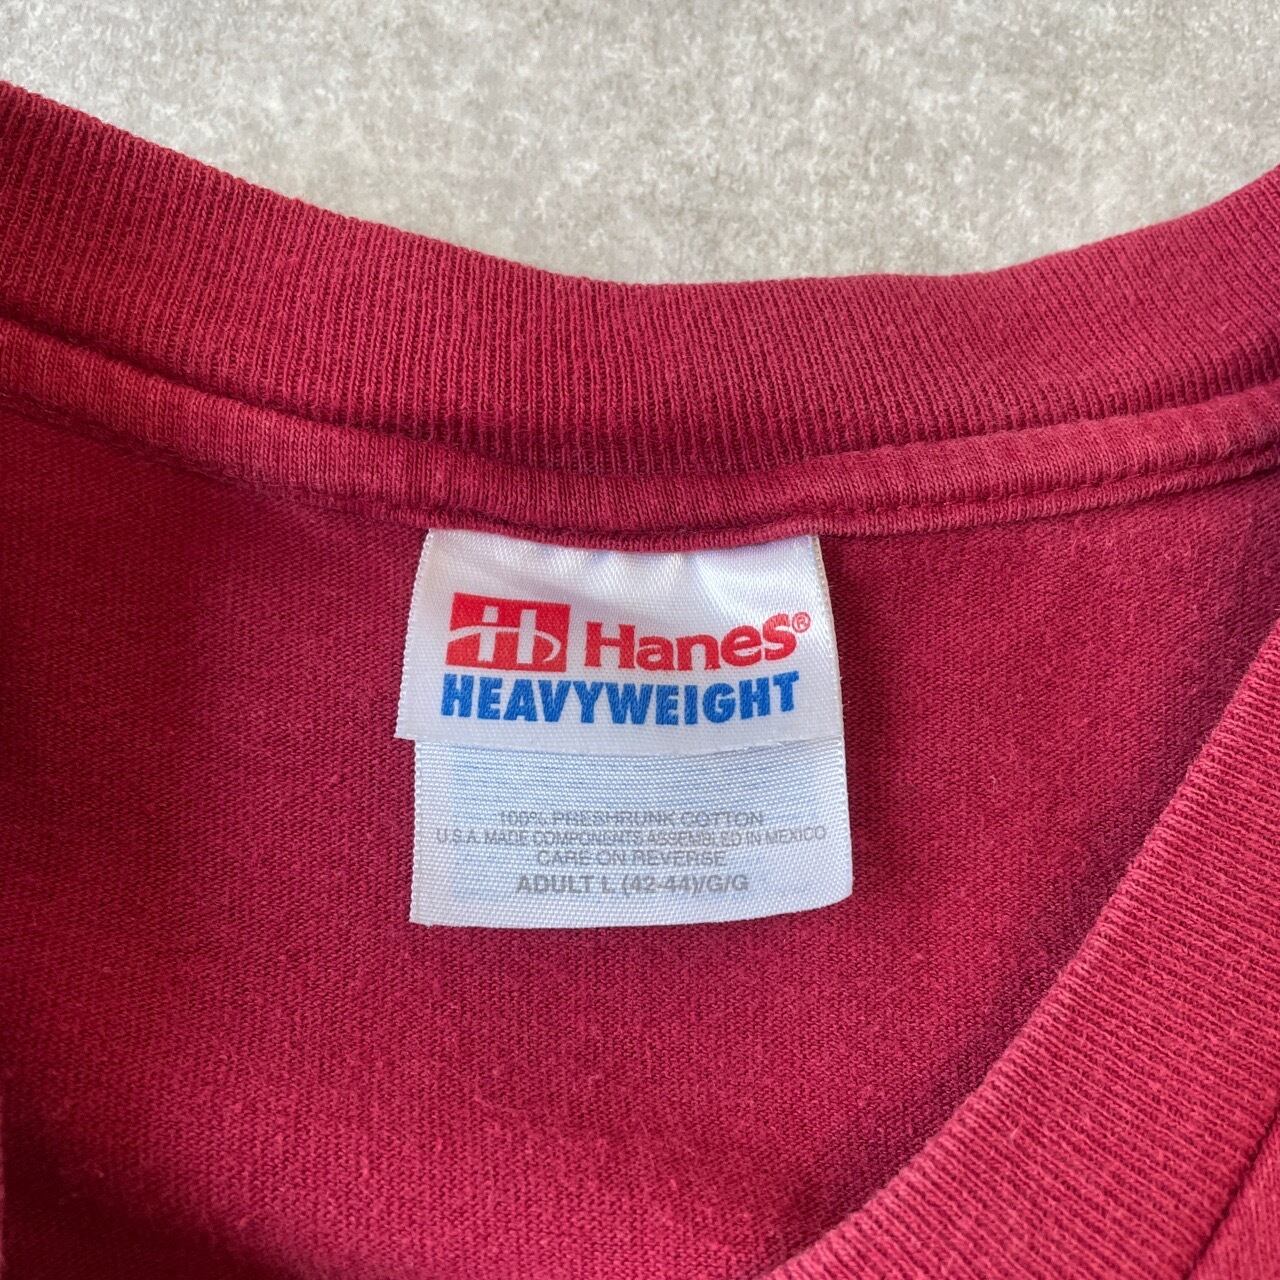 Hanes®
HEAVYWEIGHT
100% PRESHRUNK COTTON
U.S.A. MADE COMPONENTS, ASSEMBLED IN MEXICO
CARE ON REVERSE
ADULT L (42-44)/G/G